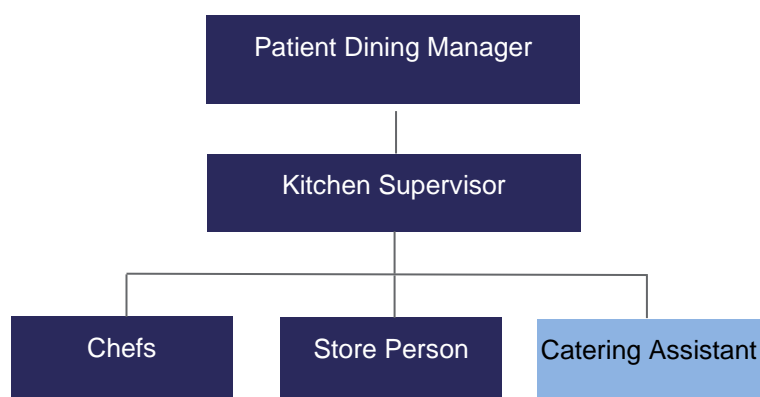 Patient Dining Manager
Kitchen Supervisor
Chefs
Store Person
Catering Assistant